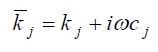 k̅ⱼ = kⱼ + iωcⱼ